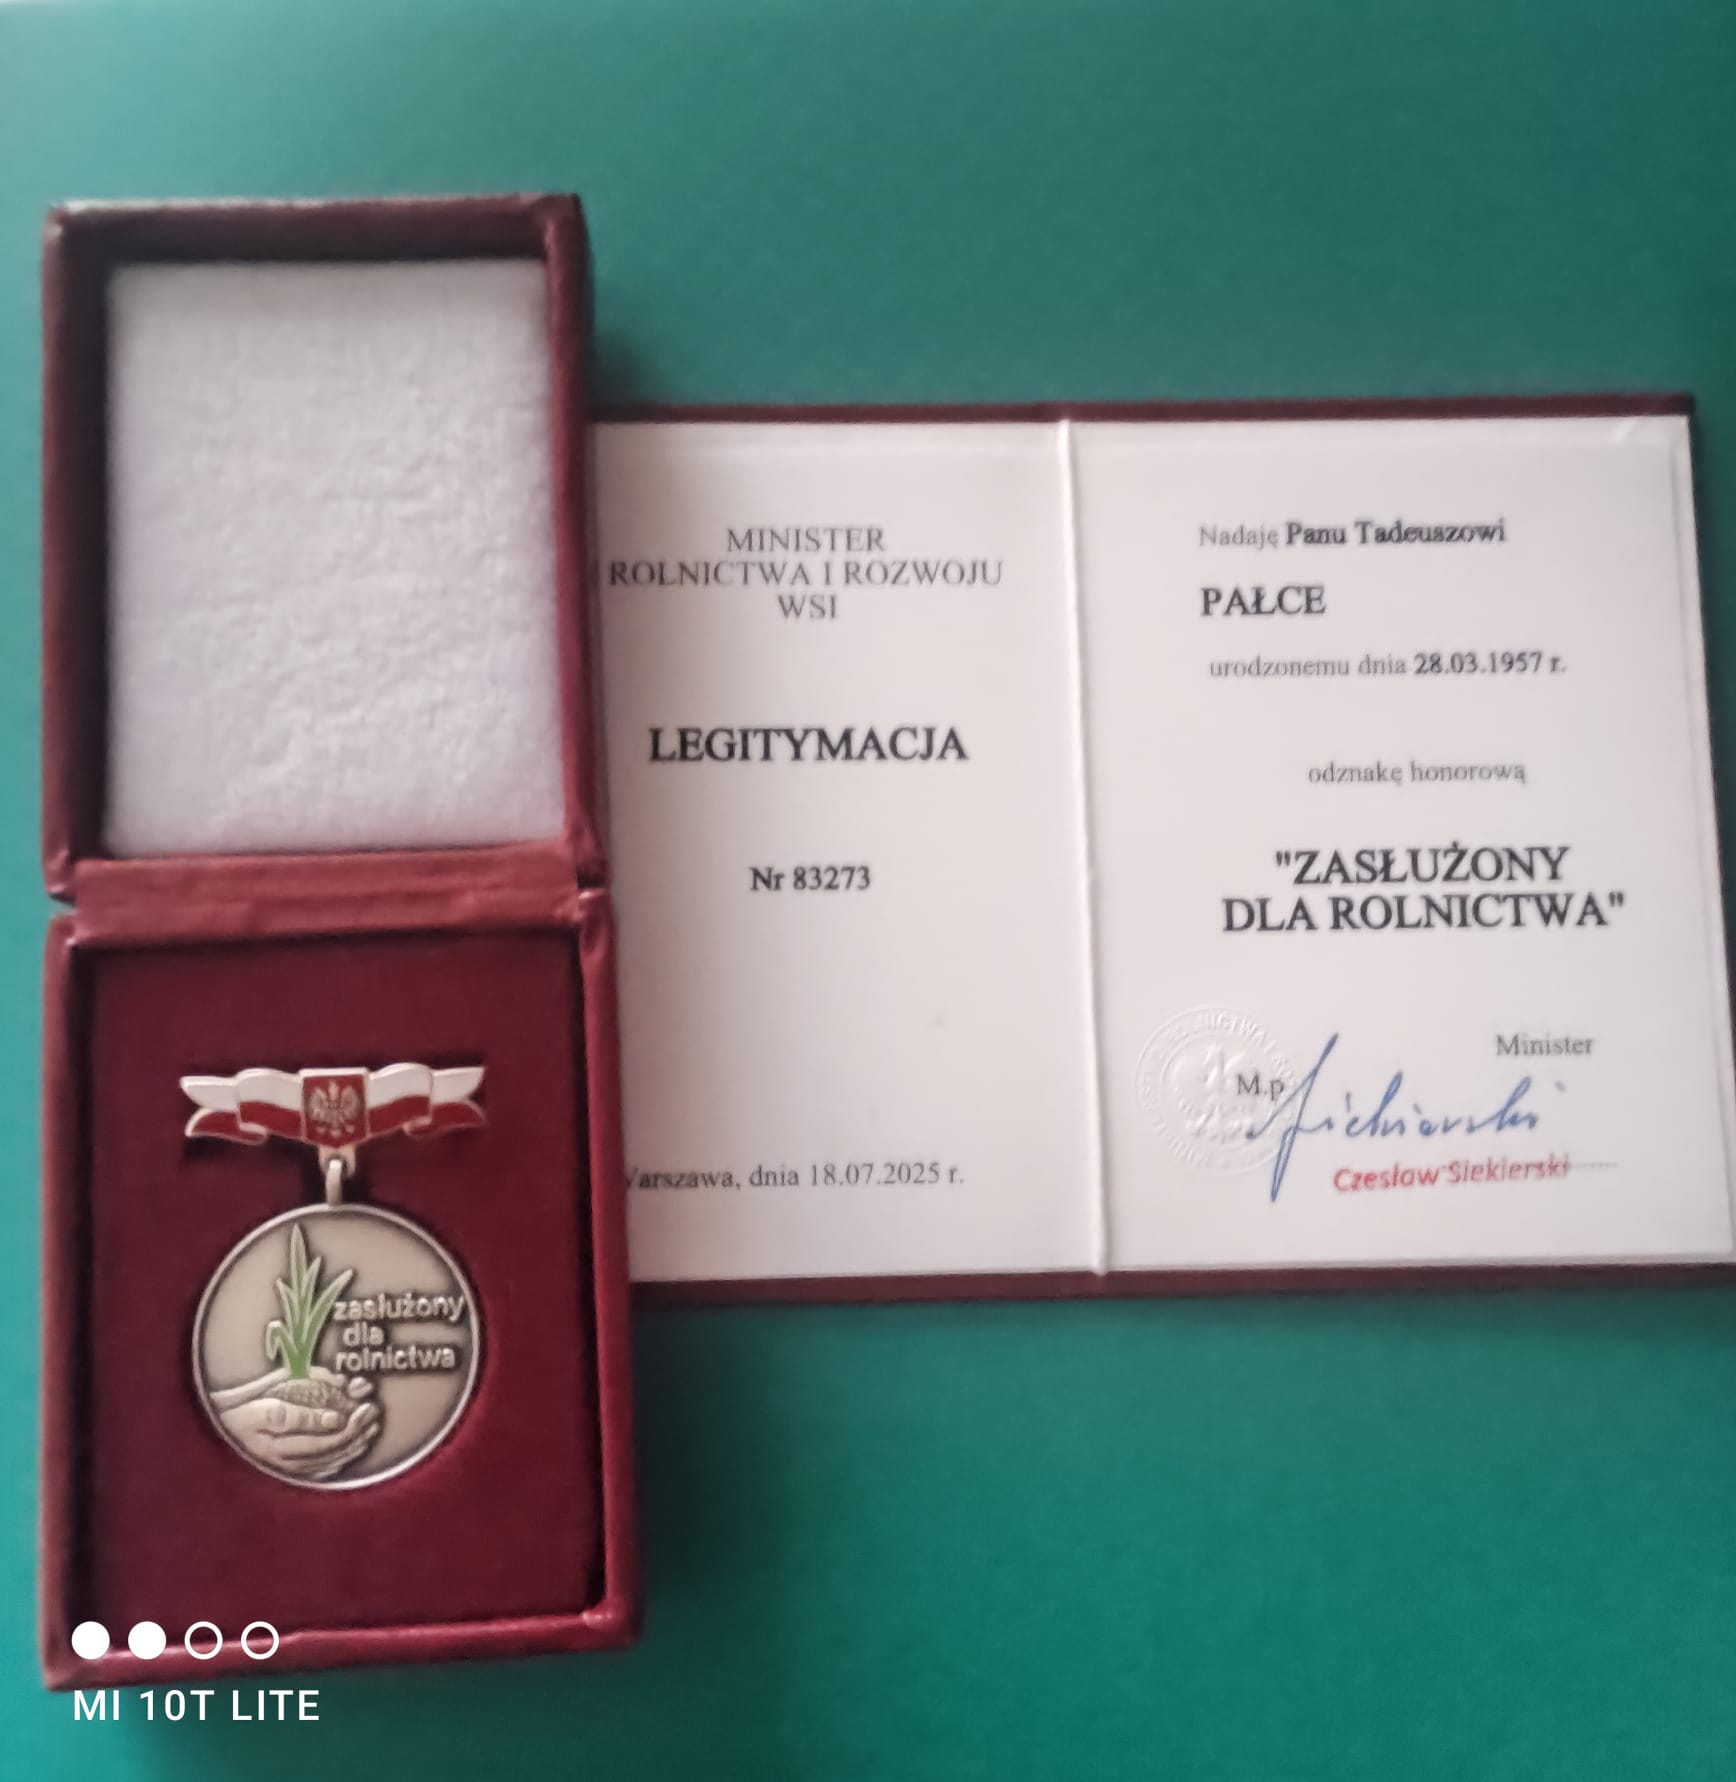 MINISTER
ROLNICTWA I ROZWOJU
WSI
LEGITYMACJA
Nr 83273
Warszawa, dnia 18.07.2025 r.
Nadaję Panu Tadeuszowi
PAŁCE
urodzonemu dnia 28.03.1957 r.
odznakę honorową
"ZASŁUŻONY
DLA ROLNICTWA"
Minister
M.p
Czesław Siekierski
zasłużony
dla
rolnictwa
MI 10T LITE